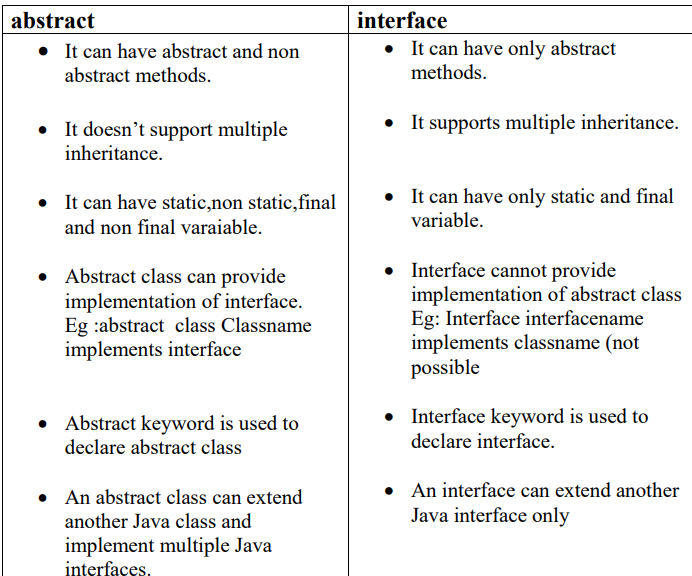 abstract
It can have abstract and non
abstract methods.
It doesn’t support multiple
inheritance.
It can have static,non static,final
and non final varaiable.
Abstract class can provide
implementation of interface.
Eg :abstract class Classname
implements interface
Abstract keyword is used to
declare abstract class
An abstract class can extend
another Java class and
implement multiple Java
interfaces.
interface
It can have only abstract
methods.
It supports multiple inheritance.
It can have only static and final
variable.
Interface cannot provide
implementation of abstract class
Eg: Interface interfacename
implements classname (not
possible
Interface keyword is used to
declare interface.
An interface can extend another
Java interface only